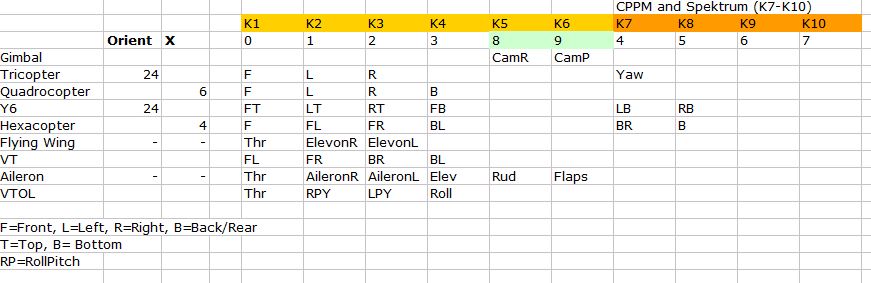 CPPM and Spektrum (K7-K10)
K1 K2 K3 K4 K5 K6 K7 K8 K9 K10
Orient X 0 1 2 3 8 9 4 5 6 7
Gimbal CamR CamP
Tricopter 24 F L R Yaw
Quadrocopter 6 F L R B
Y6 24 FT LT RT FB LB RB
Hexacopter 4 F FL FR BL BR B
Flying Wing - - Thr ElevonR ElevonL
VT FL FR BR BL
Aileron - - Thr AileronR AileronL Elev Rud Flaps
VTOL Thr RPY LPY Roll
F=Front, L=Left, R=Right, B=Back/Rear
T=Top, B= Bottom
RP=RollPitch